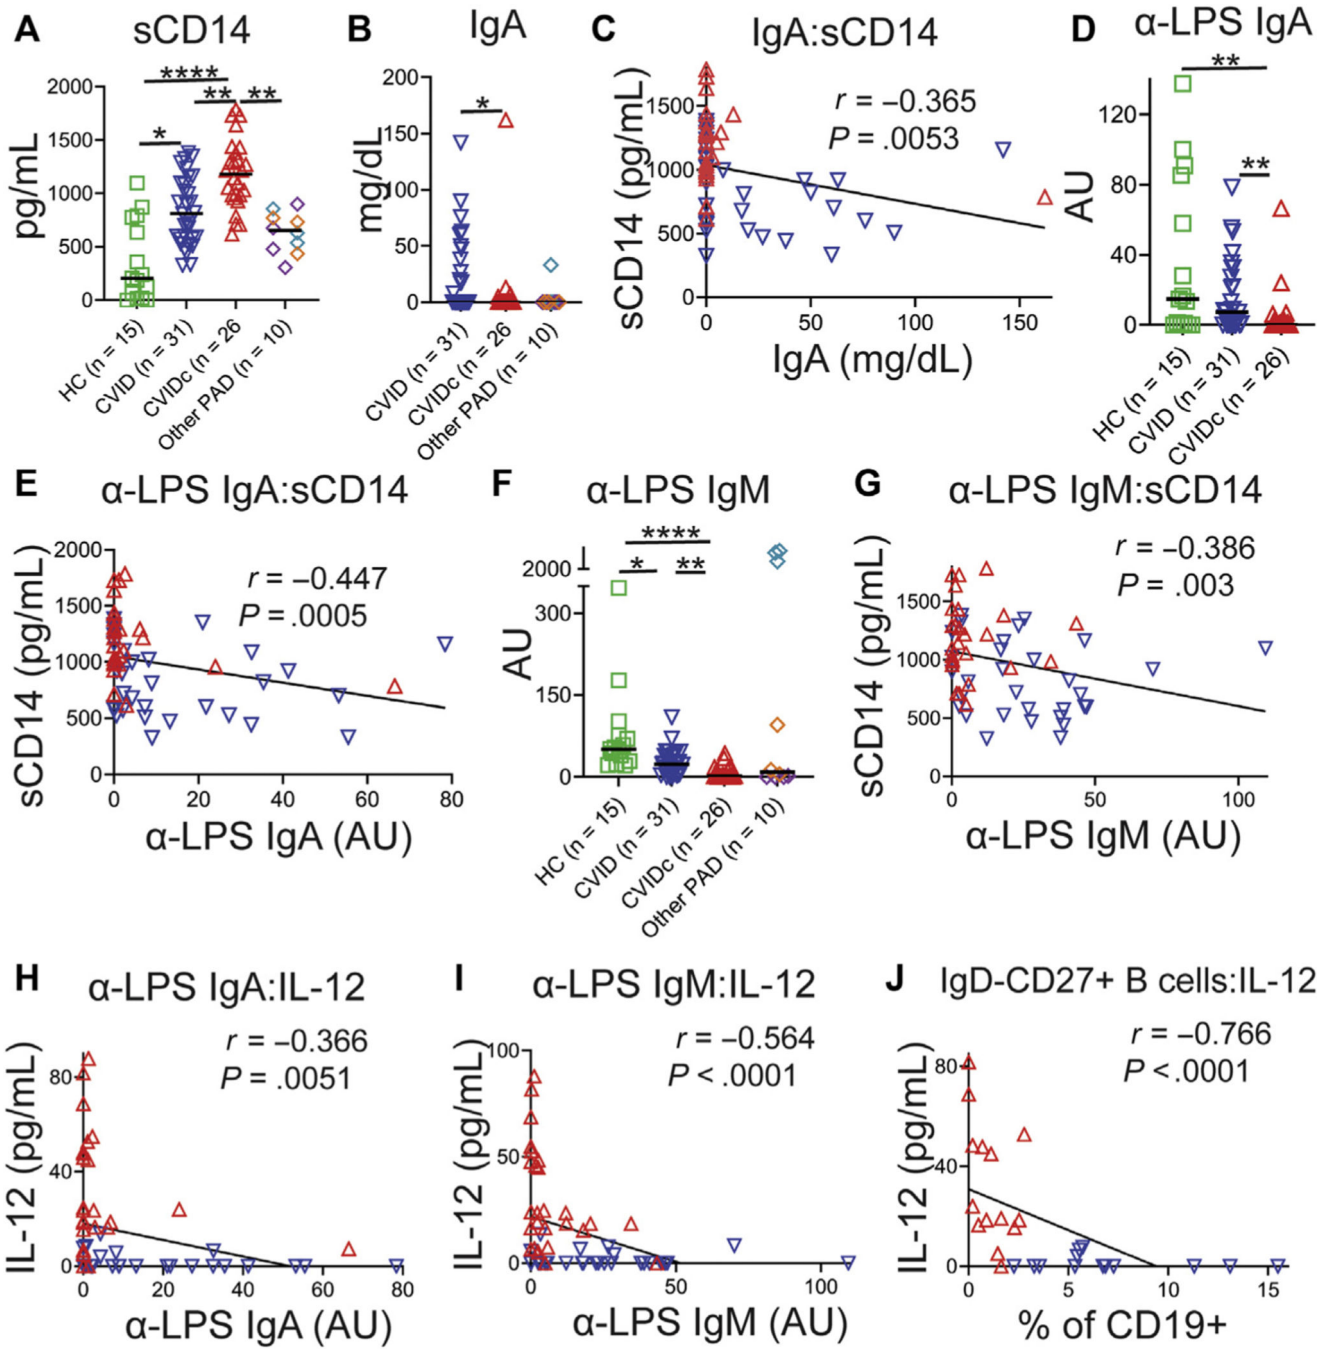 A sCD14
pg/mL
2000
1500
1000
500
0
****
** **
*
HC (n = 15)
CVID (n = 31)
CVIDc (n = 26
Other PAD (n = 10)
B IgA
mg/dL
200
150
100
50
0
*
CVID (n = 31)
CVIDc (n = 26
Other PAD (n = 10)
C IgA:sCD14
sCD14 (pg/mL)
1500
1000
500
0
r = −0.365
P = .0053
0 50 100 150
IgA (mg/dL)
D α-LPS IgA
AU
120
80
40
0
**
**
HC (n = 15)
CVID (n = 31)
CVIDc (n = 26)
E α-LPS IgA:sCD14
sCD14 (pg/mL)
2000
1500
1000
500
0
r = −0.447
P = .0005
0 20 40 60 80
α-LPS IgA (AU)
F α-LPS IgM
AU
2000
300
150
0
****
* **
HC (n = 15)
CVID (n = 31)
CVIDc (n = 26)
Other PAD (n = 10)
G α-LPS IgM:sCD14
sCD14 (pg/mL)
1500
1000
500
0
r = −0.386
P = .003
0 50 100
α-LPS IgM (AU)
H α-LPS IgA:IL-12
IL-12 (pg/mL)
80
40
0
r = −0.366
P = .0051
0 20 40 60 80
α-LPS IgA (AU)
I α-LPS IgM:IL-12
IL-12 (pg/mL)
100
50
0
r = −0.564
P < .0001
0 50 100
α-LPS IgM (AU)
J IgD-CD27+ B cells:IL-12
IL-12 (pg/mL)
80
40
0
r = −0.766
P < .0001
0 5 10 15
% of CD19+